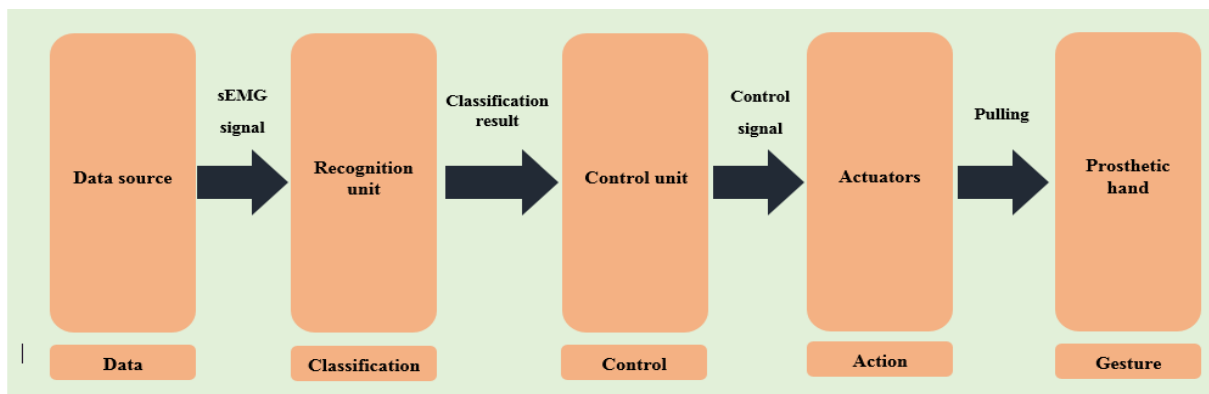 sEMG
signal
Classification
result
Control
signal
Pulling
Data source
Recognition
unit
Control unit
Actuators
Prosthetic
hand
Data
Classification
Control
Action
Gesture